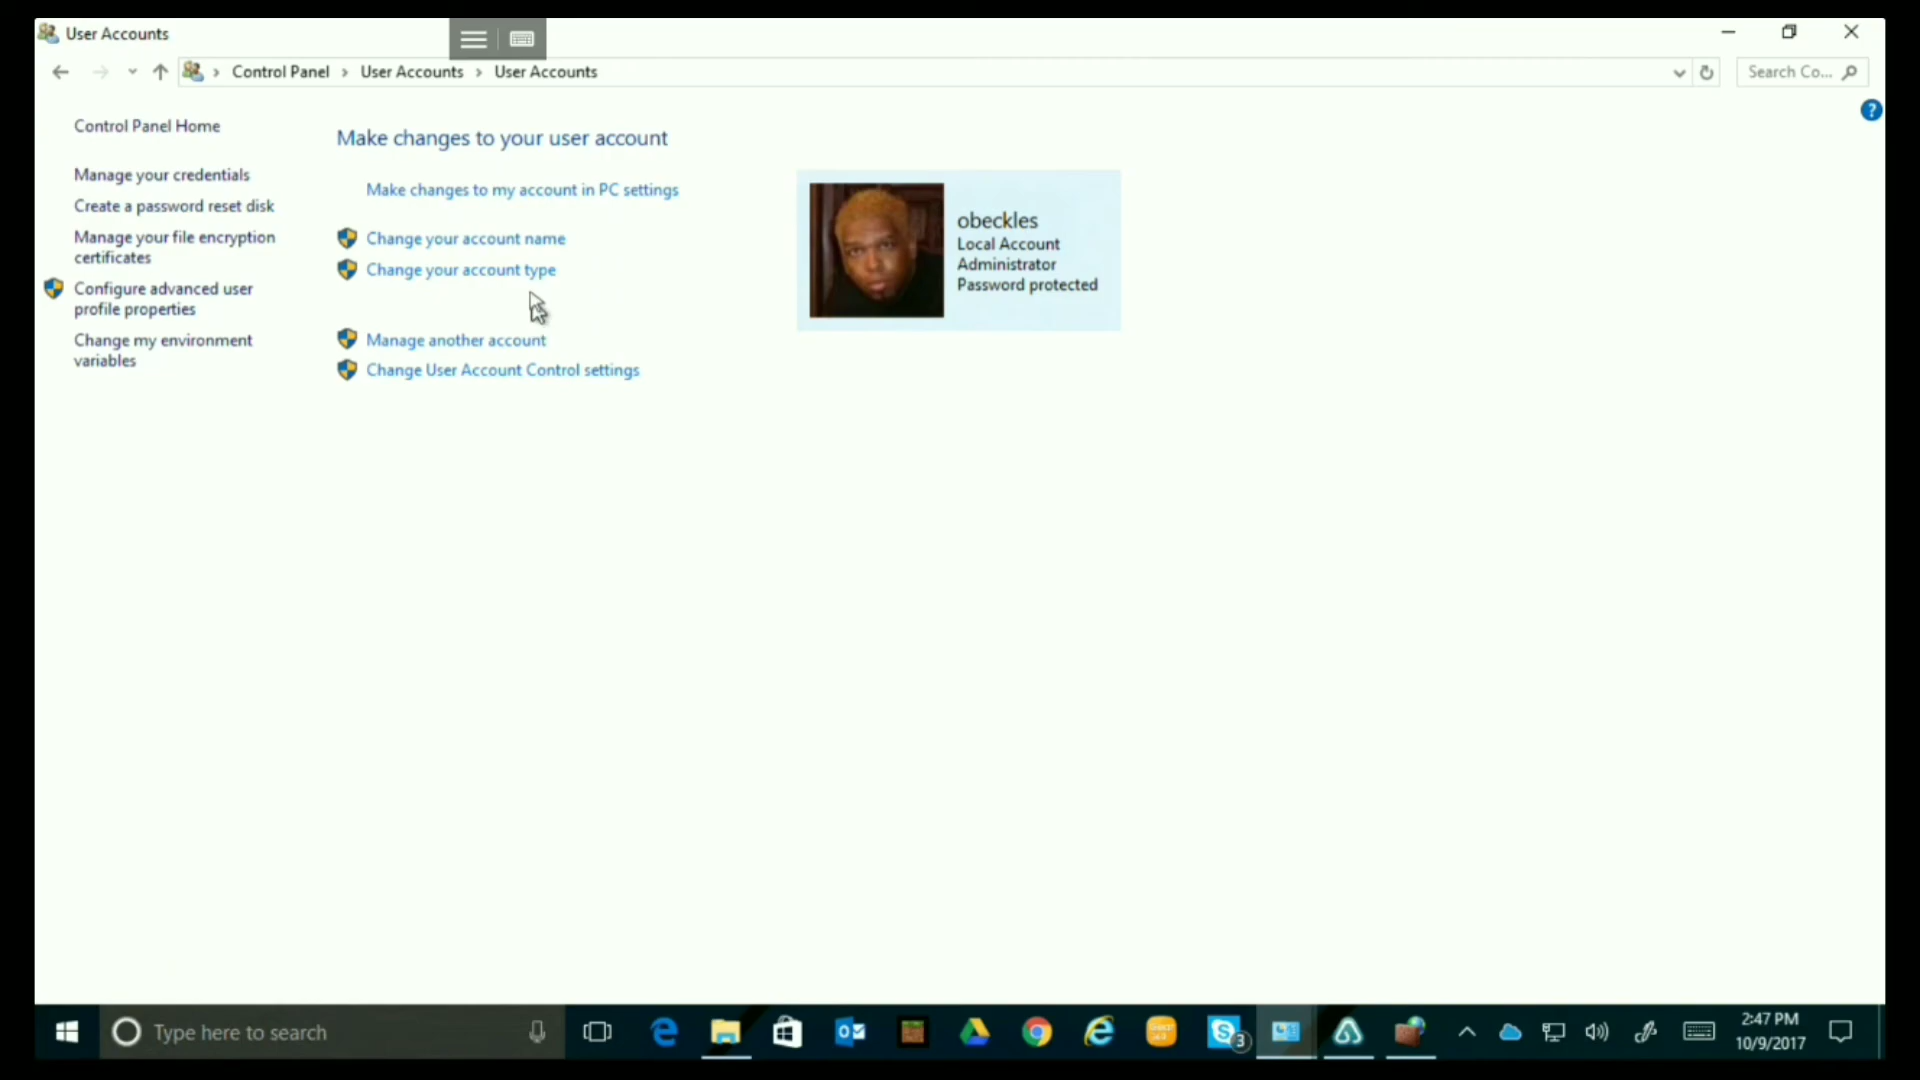 User Accounts
Control Panel > User Accounts > User Accounts
Search Co...
?
Control Panel Home
Manage your credentials
Create a password reset disk
Manage your file encryption
certificates
Configure advanced user
profile properties
Change my environment
variables
Make changes to your user account
Make changes to my account in PC settings
Change your account name
Change your account type
Manage another account
Change User Account Control settings
obeckles
Local Account
Administrator
Password protected
Type here to search
3
2:47 PM
10/9/2017